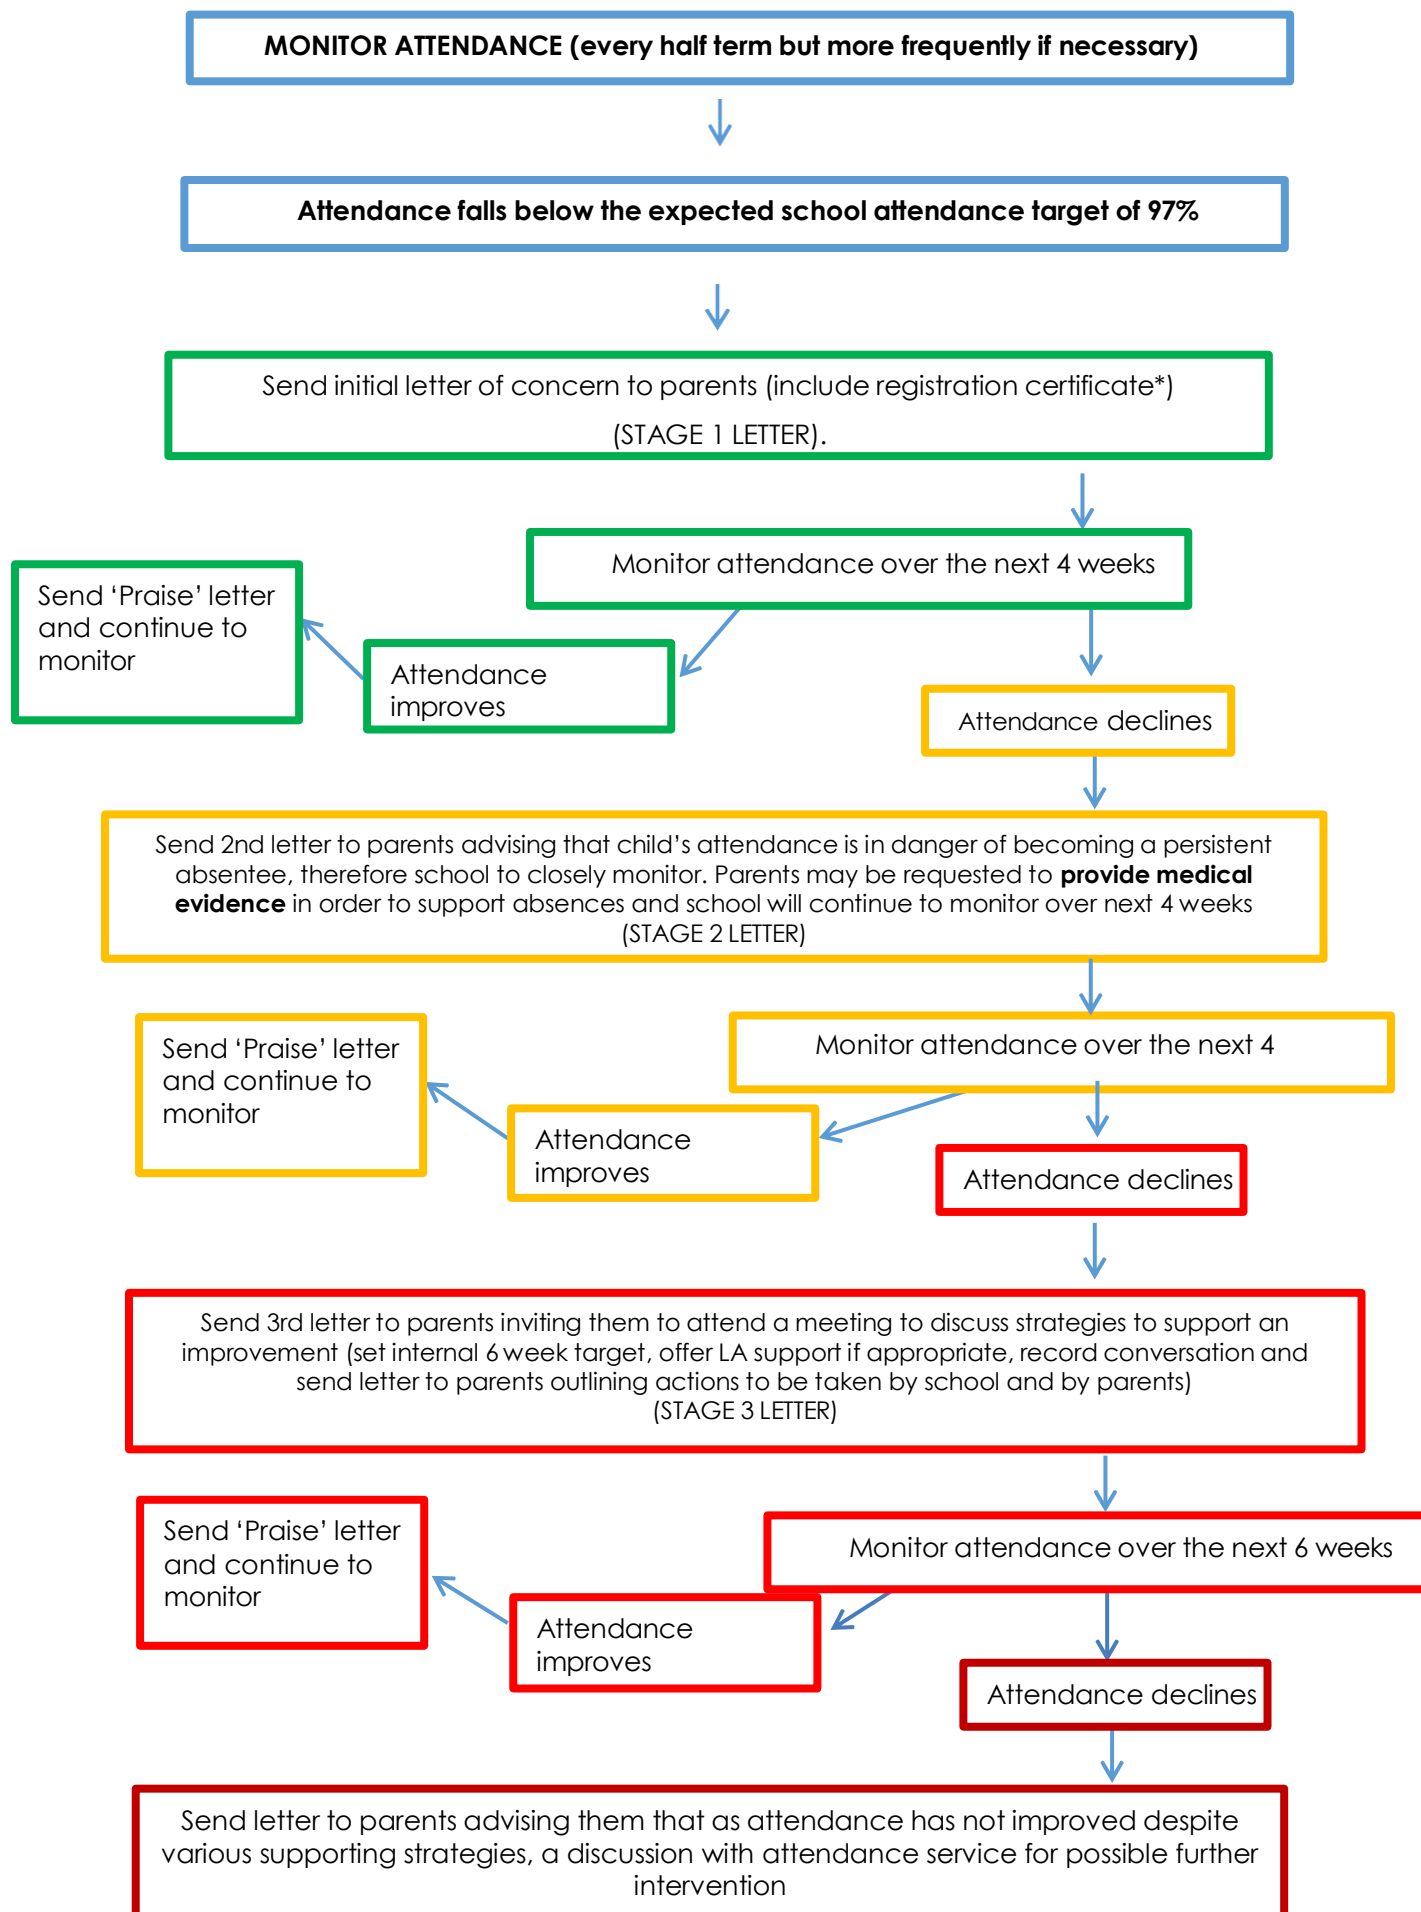 MONITOR ATTENDANCE (every half term but more frequently if necessary)
Attendance falls below the expected school attendance target of 97%
Send initial letter of concern to parents (include registration certificate*)
(STAGE 1 LETTER).
Monitor attendance over the next 4 weeks
Send ‘Praise’ letter
and continue to
monitor
Attendance
improves
Attendance declines
Send 2nd letter to parents advising that child’s attendance is in danger of becoming a persistent
absentee, therefore school to closely monitor. Parents may be requested to provide medical
evidence in order to support absences and school will continue to monitor over next 4 weeks
(STAGE 2 LETTER)
Monitor attendance over the next 4
Send ‘Praise’ letter
and continue to
monitor
Attendance
improves
Attendance declines
Send 3rd letter to parents inviting them to attend a meeting to discuss strategies to support an
improvement (set internal 6 week target, offer LA support if appropriate, record conversation and
send letter to parents outlining actions to be taken by school and by parents)
(STAGE 3 LETTER)
Monitor attendance over the next 6 weeks
Send ‘Praise’ letter
and continue to
monitor
Attendance
improves
Attendance declines
Send letter to parents advising them that as attendance has not improved despite
various supporting strategies, a discussion with attendance service for possible further
intervention